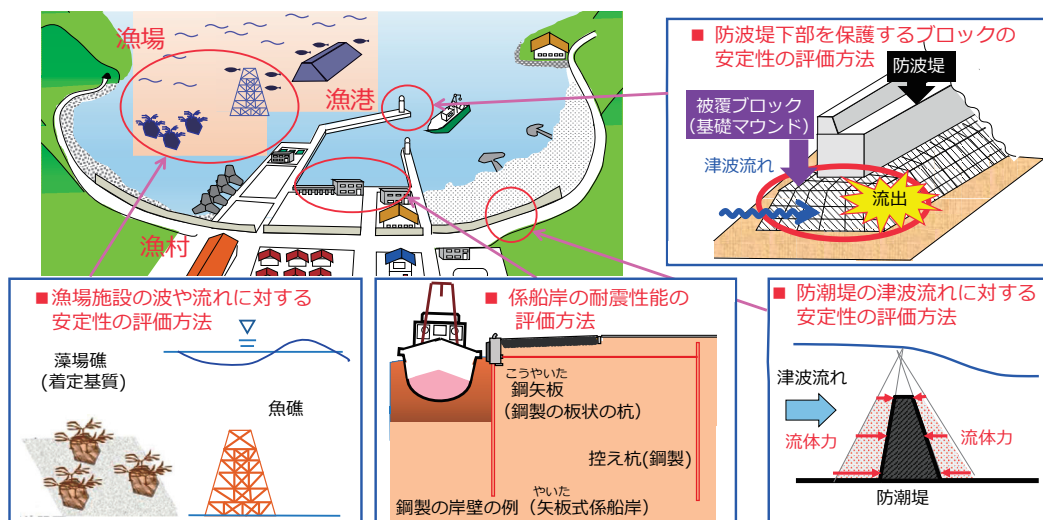 漁場
漁港
漁村
■ 防波堤下部を保護するブロックの
安定性の評価方法
防波堤
被覆ブロック
（基礎マウンド）
津波流れ
流出
■漁場施設の波や流れに対する
安定性の評価方法
藻場礁
(着定基質)
魚礁
■ 係船岸の耐震性能の
評価方法
こうやいた
鋼矢板
(鋼製の板状の杭）
控え杭(鋼製）
やいた
鋼製の岸壁の例（矢板式係船岸）
■ 防潮堤の津波流れに対する
安定性の評価方法
津波流れ
流体力
流体力
防潮堤